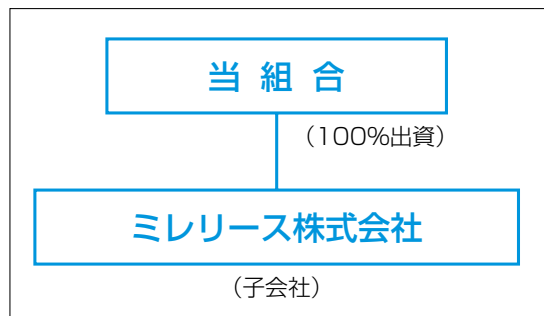 当組合
（100%出資）
ミレリース株式会社
（子会社）